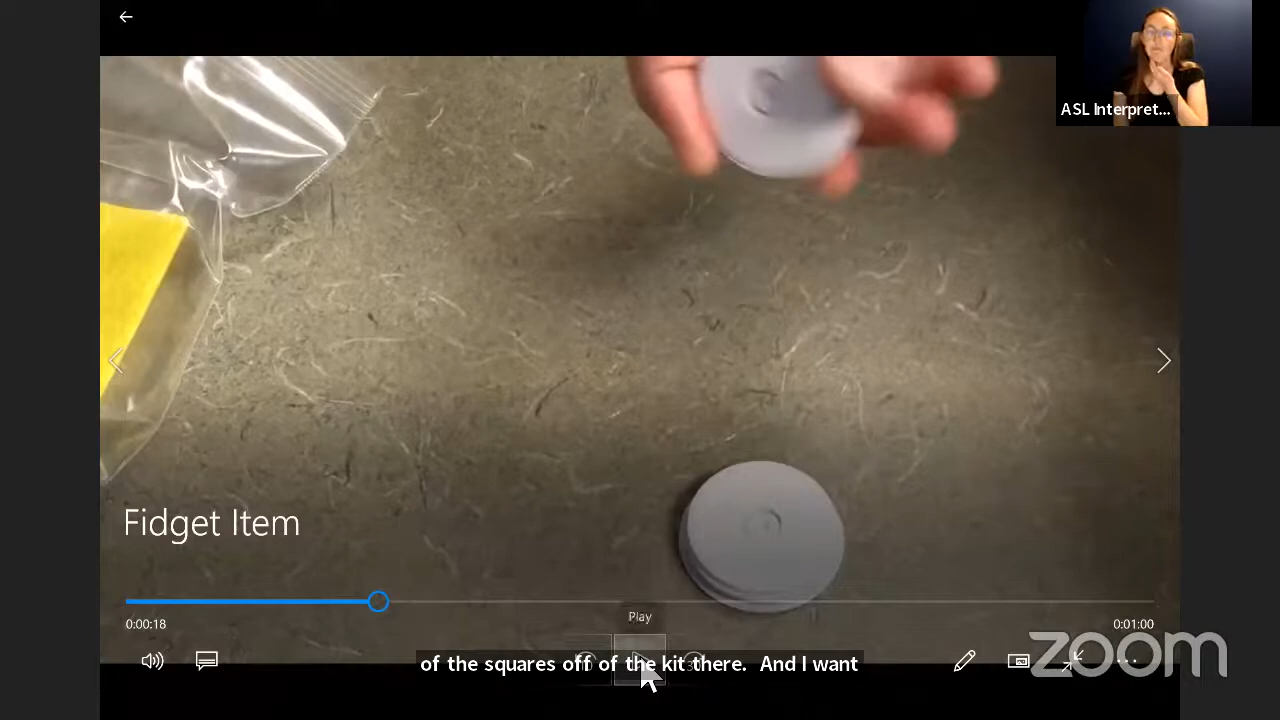 ASL Interpret...
Fidget Item
Play
0:00:18
0:01:00
of the squares off of the kit there. And I want
zoom